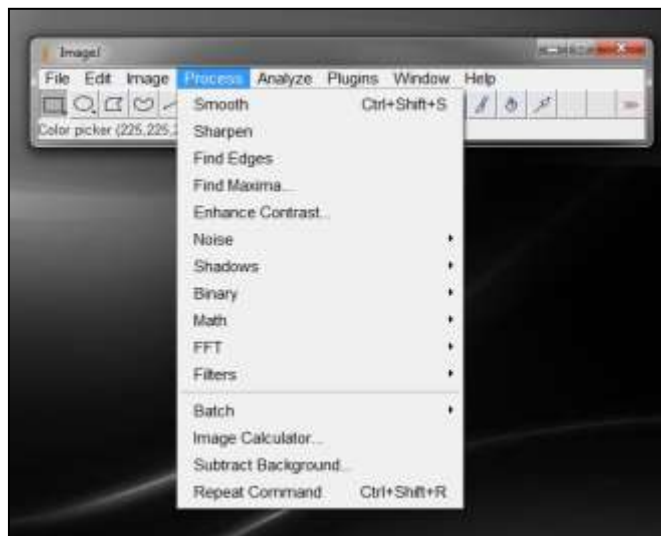 ImageJ
File Edit Image Process Analyze Plugins Window Help
Color picker (225,225,
Smooth Ctrl+Shift+S
Sharpen
Find Edges
Find Maxima...
Enhance Contrast...
Noise
Shadows
Binary
Math
FFT
Filters
Batch
Image Calculator...
Subtract Background...
Repeat Command Ctrl+Shift+R